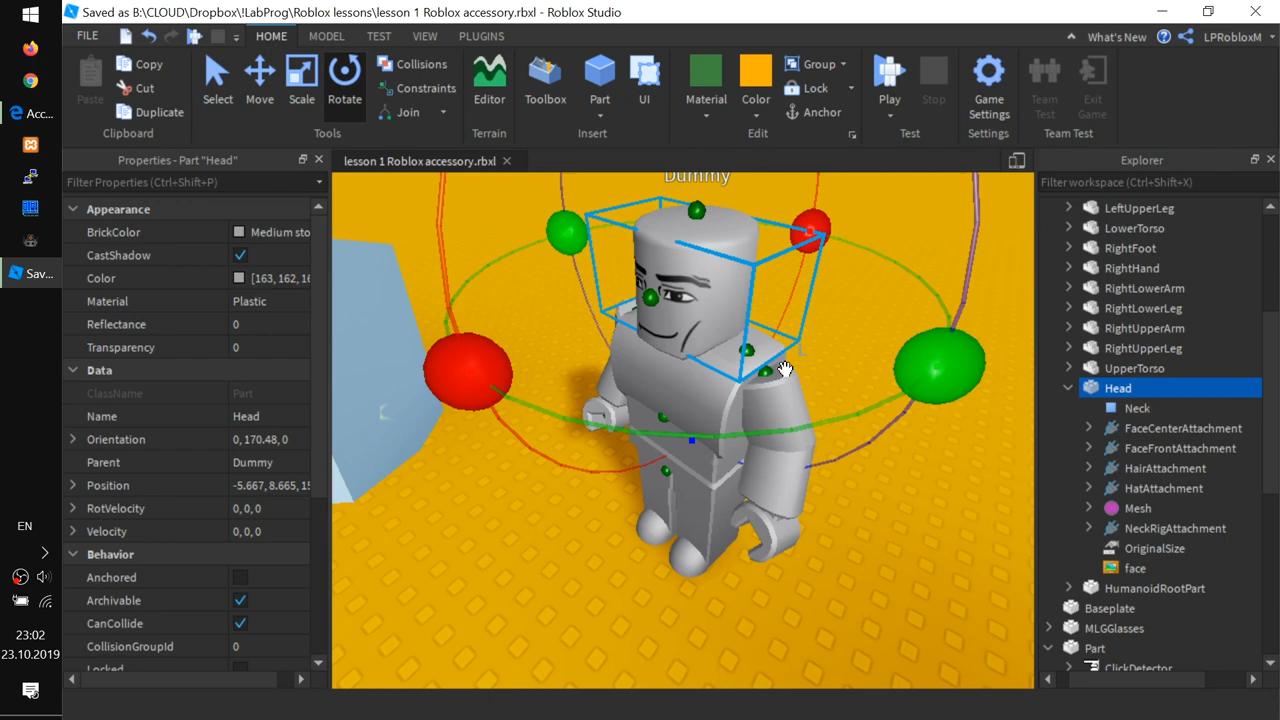 Saved as B:\CLOUD\Dropbox\!LabProg\Roblox lessons\lesson 1 Roblox accessory.rbxl - Roblox Studio
FILE HOME MODEL TEST VIEW PLUGINS What's New LPRobloxM
Paste Copy Cut Duplicate Select Move Scale Rotate Collisions Constraints Join Editor Toolbox Part UI Material Color Group Lock Anchor Play Stop Game Settings Team Test Exit Game
Clipboard Tools Terrain Insert Edit Test Settings Team Test
Acc...
Sav...
EN
23:02
23.10.2019
Properties - Part "Head"
Filter Properties (Ctrl+Shift+P)
Appearance
BrickColor Medium sto
CastShadow
Color [163, 162, 16
Material Plastic
Reflectance 0
Transparency 0
Data
ClassName Part
Name Head
Orientation 0, 170.48, 0
Parent Dummy
Position -5.667, 8.665, 15
RotVelocity 0, 0, 0
Velocity 0, 0, 0
Behavior
Anchored
Archivable
CanCollide
CollisionGroupId 0
Locked
lesson 1 Roblox accessory.rbxl
Dummy
Explorer
Filter workspace (Ctrl+Shift+X)
LeftUpperLeg
LowerTorso
RightFoot
RightHand
RightLowerArm
RightLowerLeg
RightUpperArm
RightUpperLeg
UpperTorso
Head
Neck
FaceCenterAttachment
FaceFrontAttachment
HairAttachment
HatAttachment
Mesh
NeckRigAttachment
OriginalSize
face
HumanoidRootPart
Baseplate
MLGGlasses
Part
ClickDetector